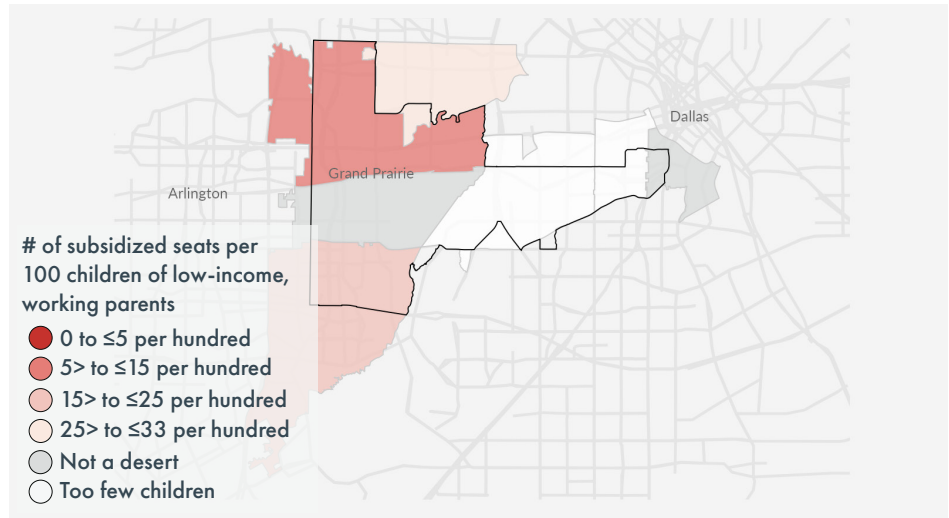 Dallas
Grand Prairie
Arlington
# of subsidized seats per
100 children of low-income,
working parents
0 to ≤5 per hundred
5> to ≤15 per hundred
15> to ≤25 per hundred
25> to ≤33 per hundred
Not a desert
Too few children